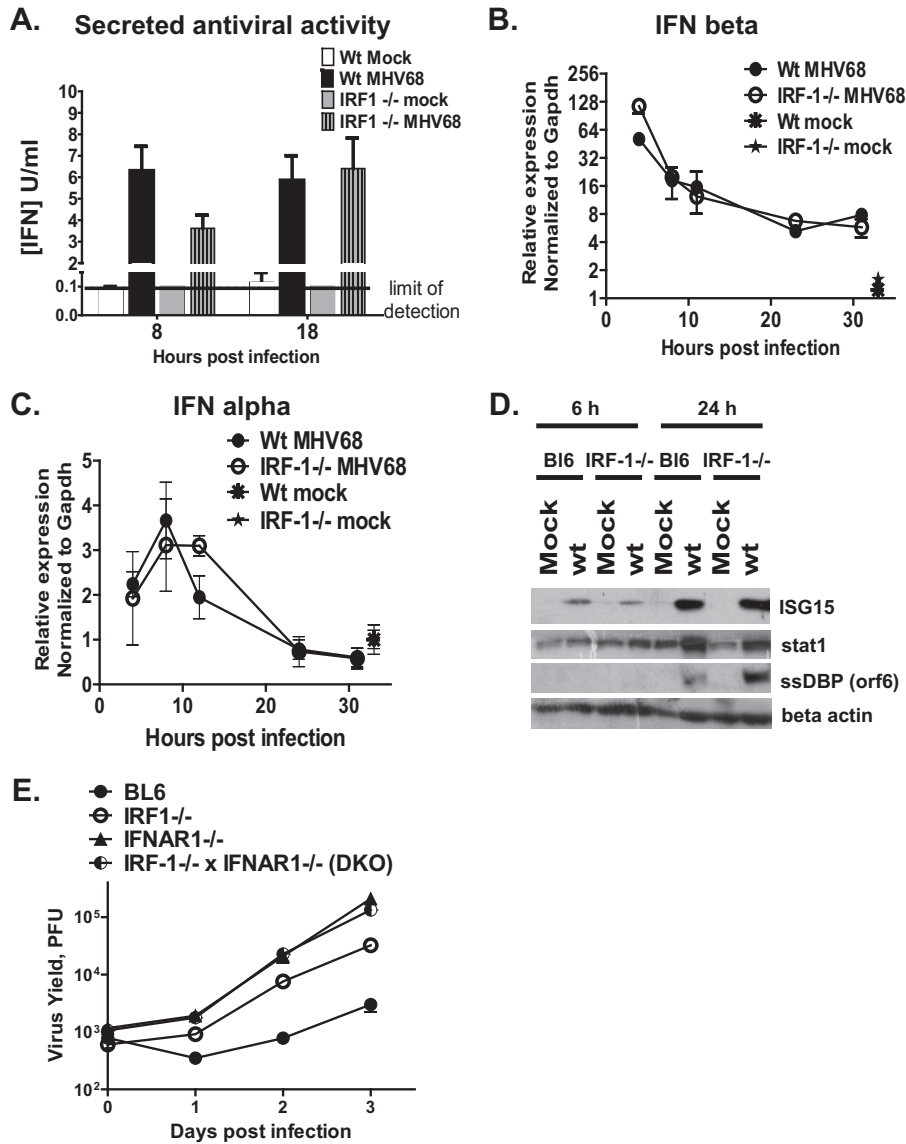 A. Secreted antiviral activity
Wt Mock
Wt MHV68
IRF1 -/- mock
IRF1 -/- MHV68
[IFN] U/ml
10
9
8
7
6
5
4
3
2
0.1
0.0
limit of
detection
8 18
Hours post infection
B. IFN beta
Wt MHV68
IRF-1-/- MHV68
Wt mock
IRF-1-/- mock
Relative expression
Normalized to Gapdh
256
128
64
32
16
8
4
2
1
0 10 20 30
Hours post infection
C. IFN alpha
Wt MHV68
IRF-1-/- MHV68
Wt mock
IRF-1-/- mock
Relative expression
Normalized to Gapdh
5
4
3
2
1
0
0 10 20 30
Hours post infection
D.
6 h 24 h
Bl6 IRF-1-/- Bl6 IRF-1-/-
Mock wt Mock wt Mock wt Mock wt
ISG15
stat1
ssDBP (orf6)
beta actin
E.
BL6
IRF1-/-
IFNAR1-/-
IRF-1-/- x IFNAR1-/- (DKO)
Virus Yield, PFU
10⁵
10⁴
10³
10²
0 1 2 3
Days post infection